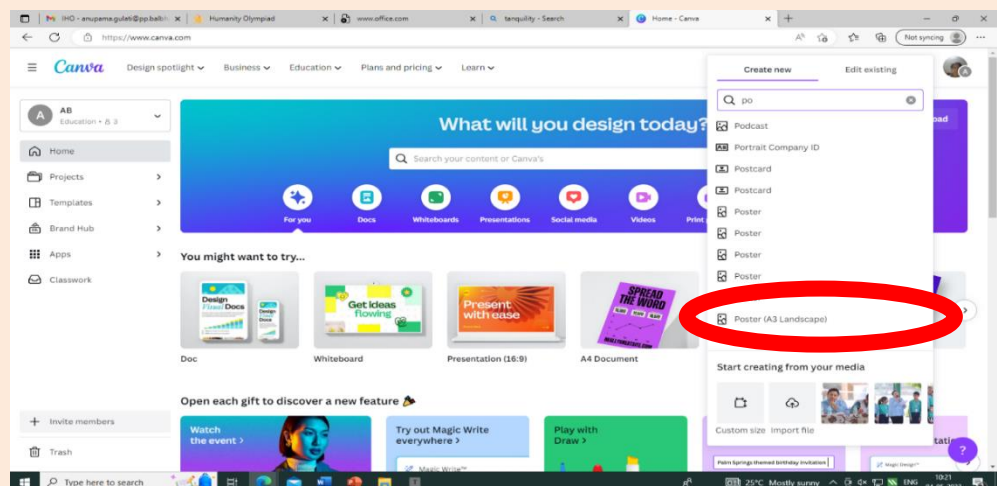 IHO - anupama.gulati@pp.balbh
Humanity Olympiad
www.office.com
tanquility - Search
Home - Canva
https://www.canva.com
Not syncing
Canva
Design spotlight
Business
Education
Plans and pricing
Learn
Create new
Edit existing
A
AB
Education • 3
po
What will you design today?
Search your content or Canva's
Home
Projects
Templates
Brand Hub
Apps
Classwork
For you
Docs
Whiteboards
Presentations
Social media
Videos
Print
Podcast
Portrait Company ID
Postcard
Postcard
Poster
Poster
Poster
Poster
Poster (A3 Landscape)
You might want to try...
Design
Docs
Get ideas
flowing
Present
with ease
SPREAD
THE WORD
Doc
Whiteboard
Presentation (16:9)
A4 Document
Start creating from your media
Custom size
Import file
Open each gift to discover a new feature
Watch
the event >
Try out Magic Write
everywhere >
Magic Write™
Play with
Draw >
Palm Springs themed birthday invitation
Magic Design™
Invite members
Trash
?
Type here to search
25°C Mostly sunny
ENG
10:21